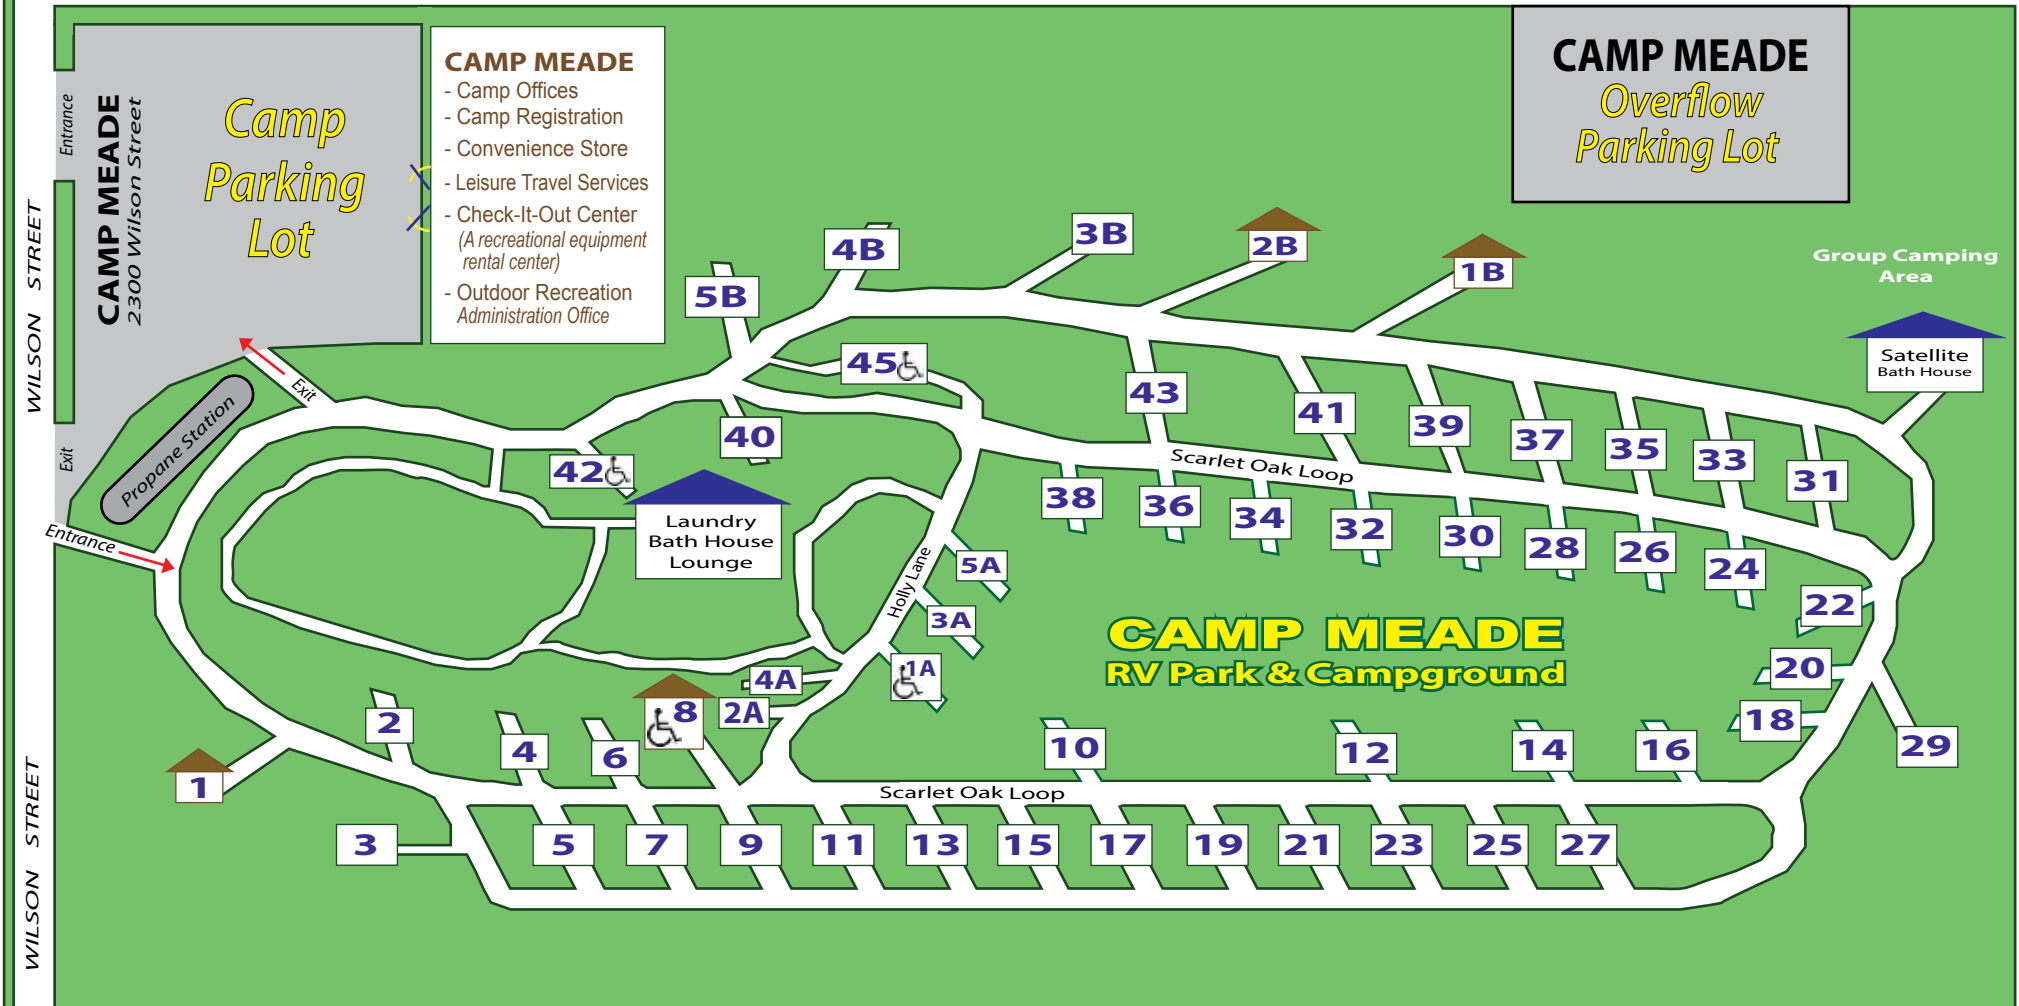 CAMP MEADE
2300 Wilson Street
Entrance
Exit
WILSON STREET
WILSON STREET
Camp
Parking
Lot
CAMP MEADE
- Camp Offices
- Camp Registration
- Convenience Store
- Leisure Travel Services
- Check-It-Out Center
(A recreational equipment
rental center)
- Outdoor Recreation
Administration Office
CAMP MEADE
Overflow
Parking Lot
Group Camping
Area
Satellite
Bath House
Exit
Propane Station
Entrance
5B
4B
3B
2B
1B
45
43
41
39
37
35
33
31
40
42
Laundry
Bath House
Lounge
Scarlet Oak Loop
38
36
34
32
30
28
26
24
22
20
18
29
Holly Lane
5A
3A
1A
4A
2A
CAMP MEADE
RV Park & Campground
1
2
4
6
8
10
12
14
16
Scarlet Oak Loop
3
5
7
9
11
13
15
17
19
21
23
25
27